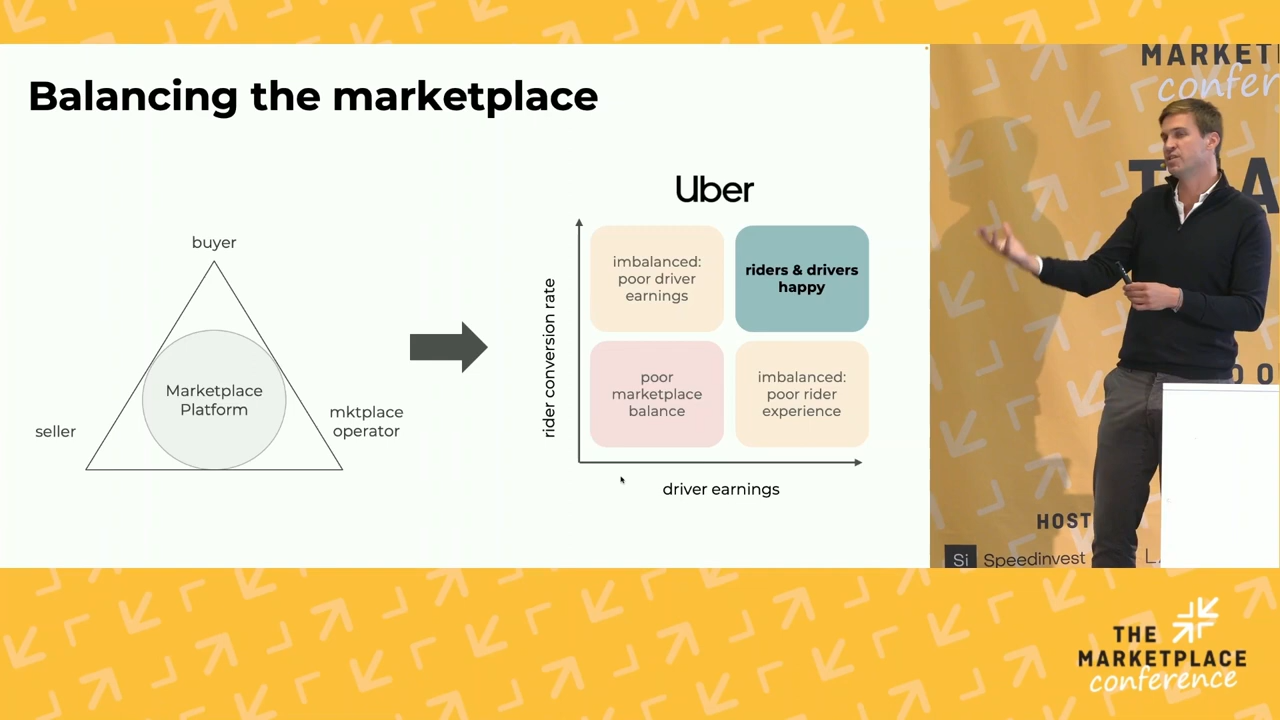 Balancing the marketplace
buyer
Marketplace
Platform
seller
mktplace
operator
Uber
rider conversion rate
imbalanced:
poor driver
earnings
riders & drivers
happy
poor
marketplace
balance
imbalanced:
poor rider
experience
driver earnings
MARKET
confer
HOST
Si Speedinvest
THE
MARKETPLACE
conference